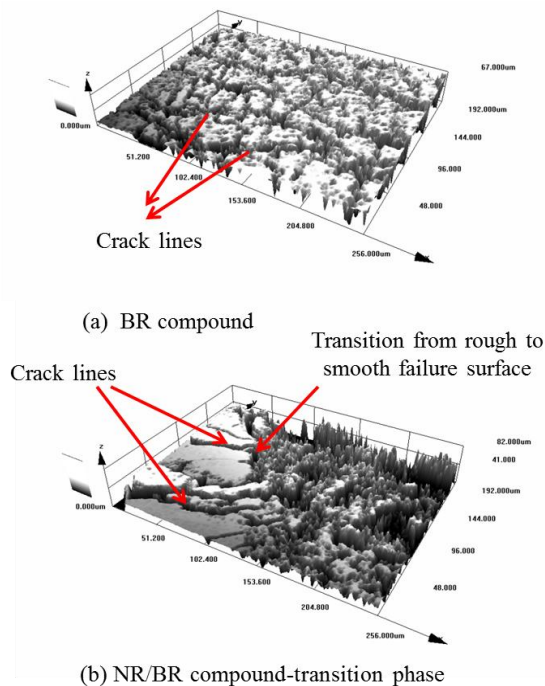 y
z
67.000um
0.000um
192.000um
51.200
144.000
102.400
96.000
153.600
48.000
204.800
256.000um
Crack lines
(a) BR compound
Transition from rough to
smooth failure surface
Crack lines
y
z
82.000um
41.000
0.000um
192.000um
51.200
144.000
102.400
96.000
153.600
48.000
204.800
256.000um
(b) NR/BR compound-transition phase